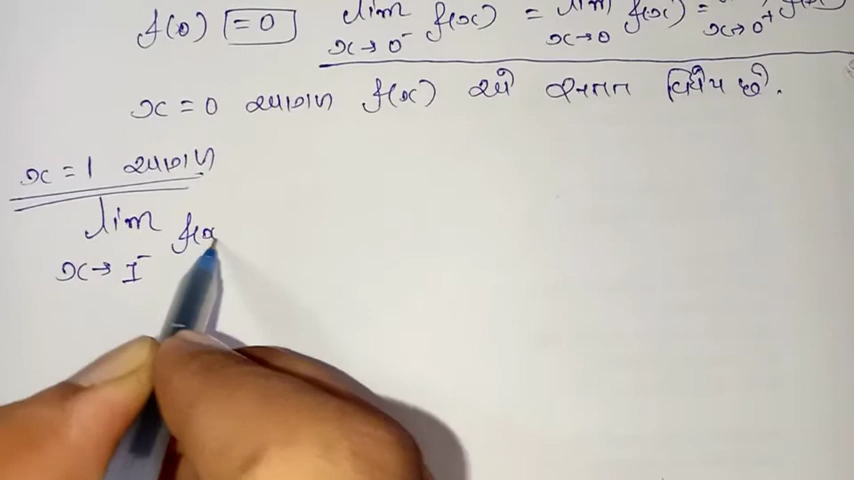 f(0) = 0 lim x→0⁻ f(x) = lim x→0 f(x) = x→0⁺ f(x)
x = 0 આગળ f(x) એ સતત વિધેય છે.
x = 1 આગળ
lim x→1⁻ f(x